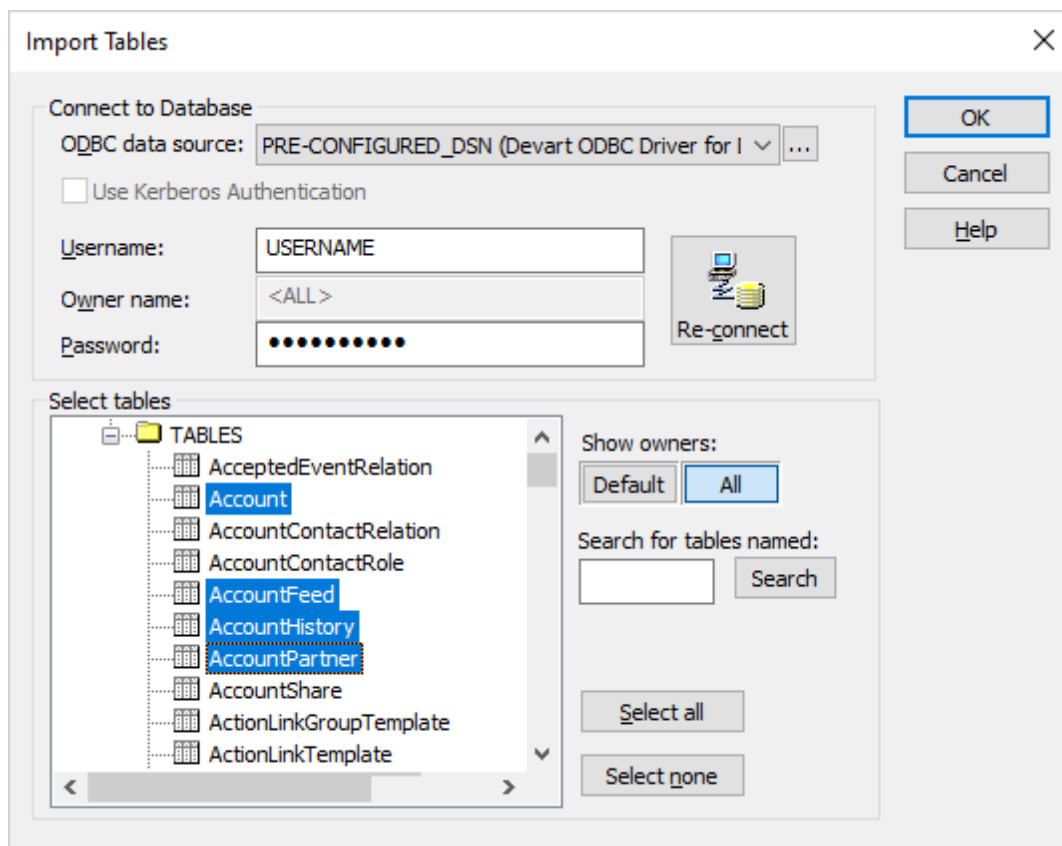 Import Tables
Connect to Database
ODBC data source: PRE-CONFIGURED_DSN (Devart ODBC Driver for I ...
OK
Use Kerberos Authentication
Cancel
Username: USERNAME
Help
Owner name: <ALL>
Password: ●●●●●●●●●●
Re-connect
Select tables
TABLES
AcceptedEventRelation
Account
AccountContactRelation
AccountContactRole
AccountFeed
AccountHistory
AccountPartner
AccountShare
ActionLinkGroupTemplate
ActionLinkTemplate
Show owners:
Default All
Search for tables named:
Search
Select all
Select none